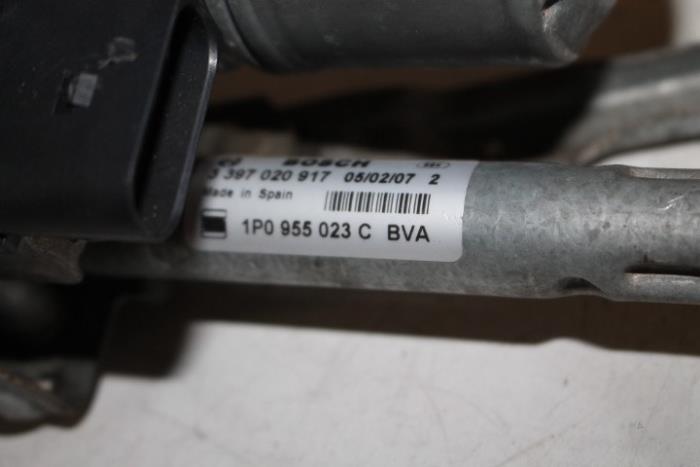 BOSCH
3 397 020 917 05/02/07 2
Made in Spain
1P0 955 023 C BVA